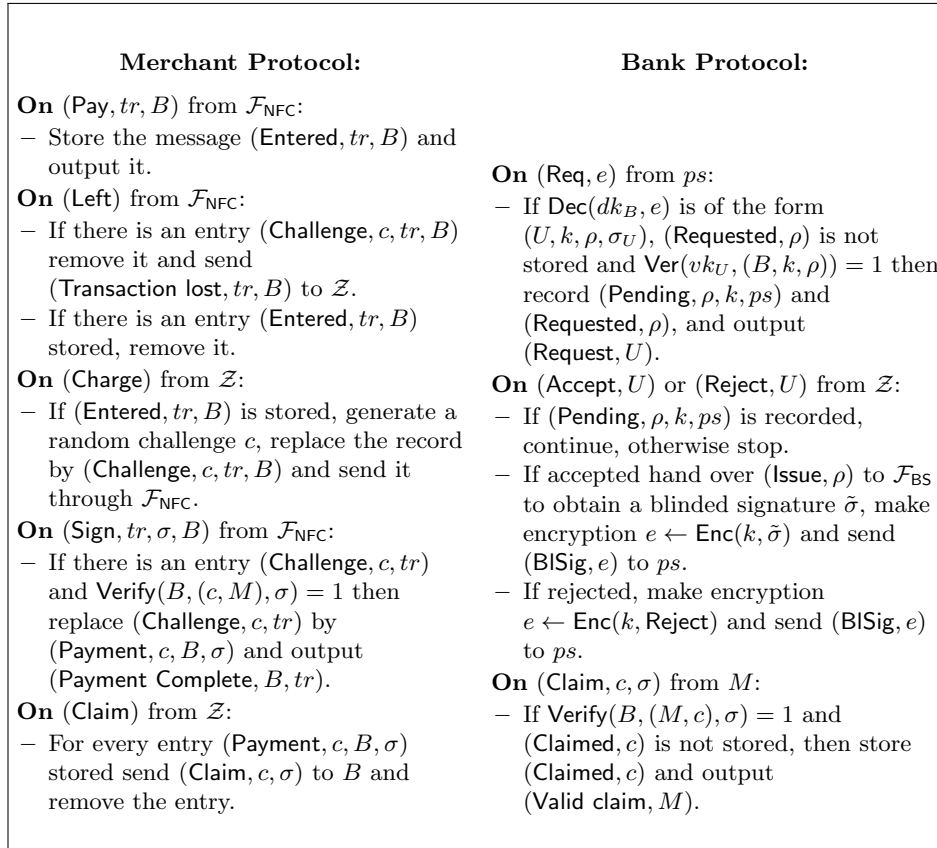 Merchant Protocol:
On (Pay, tr, B) from F_NFC:
– Store the message (Entered, tr, B) and
output it.
On (Left) from F_NFC:
– If there is an entry (Challenge, c, tr, B)
remove it and send
(Transaction lost, tr, B) to Z.
– If there is an entry (Entered, tr, B)
stored, remove it.
On (Charge) from Z:
– If (Entered, tr, B) is stored, generate a
random challenge c, replace the record
by (Challenge, c, tr, B) and send it
through F_NFC.
On (Sign, tr, σ, B) from F_NFC:
– If there is an entry (Challenge, c, tr)
and Verify(B, (c, M), σ) = 1 then
replace (Challenge, c, tr) by
(Payment, c, B, σ) and output
(Payment Complete, B, tr).
On (Claim) from Z:
– For every entry (Payment, c, B, σ)
stored send (Claim, c, σ) to B and
remove the entry.
Bank Protocol:
On (Req, e) from ps:
– If Dec(dk_B, e) is of the form
(U, k, ρ, σ_U), (Requested, ρ) is not
stored and Ver(vk_U, (B, k, ρ)) = 1 then
record (Pending, ρ, k, ps) and
(Requested, ρ), and output
(Request, U).
On (Accept, U) or (Reject, U) from Z:
– If (Pending, ρ, k, ps) is recorded,
continue, otherwise stop.
– If accepted hand over (Issue, ρ) to F_BS
to obtain a blinded signature σ̃, make
encryption e ← Enc(k, σ̃) and send
(BlSig, e) to ps.
– If rejected, make encryption
e ← Enc(k, Reject) and send (BlSig, e)
to ps.
On (Claim, c, σ) from M:
– If Verify(B, (M, c), σ) = 1 and
(Claimed, c) is not stored, then store
(Claimed, c) and output
(Valid claim, M).